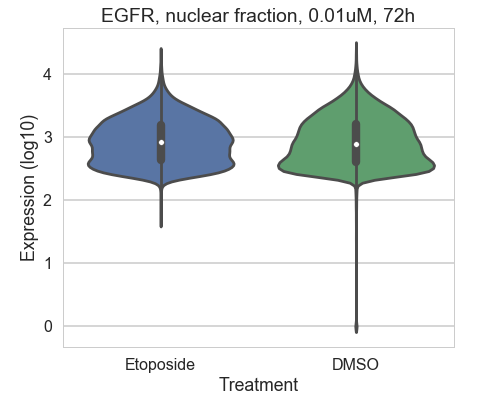 EGFR, nuclear fraction, 0.01uM, 72h
4
3
2
1
0
Expression (log10)
Etoposide DMSO
Treatment